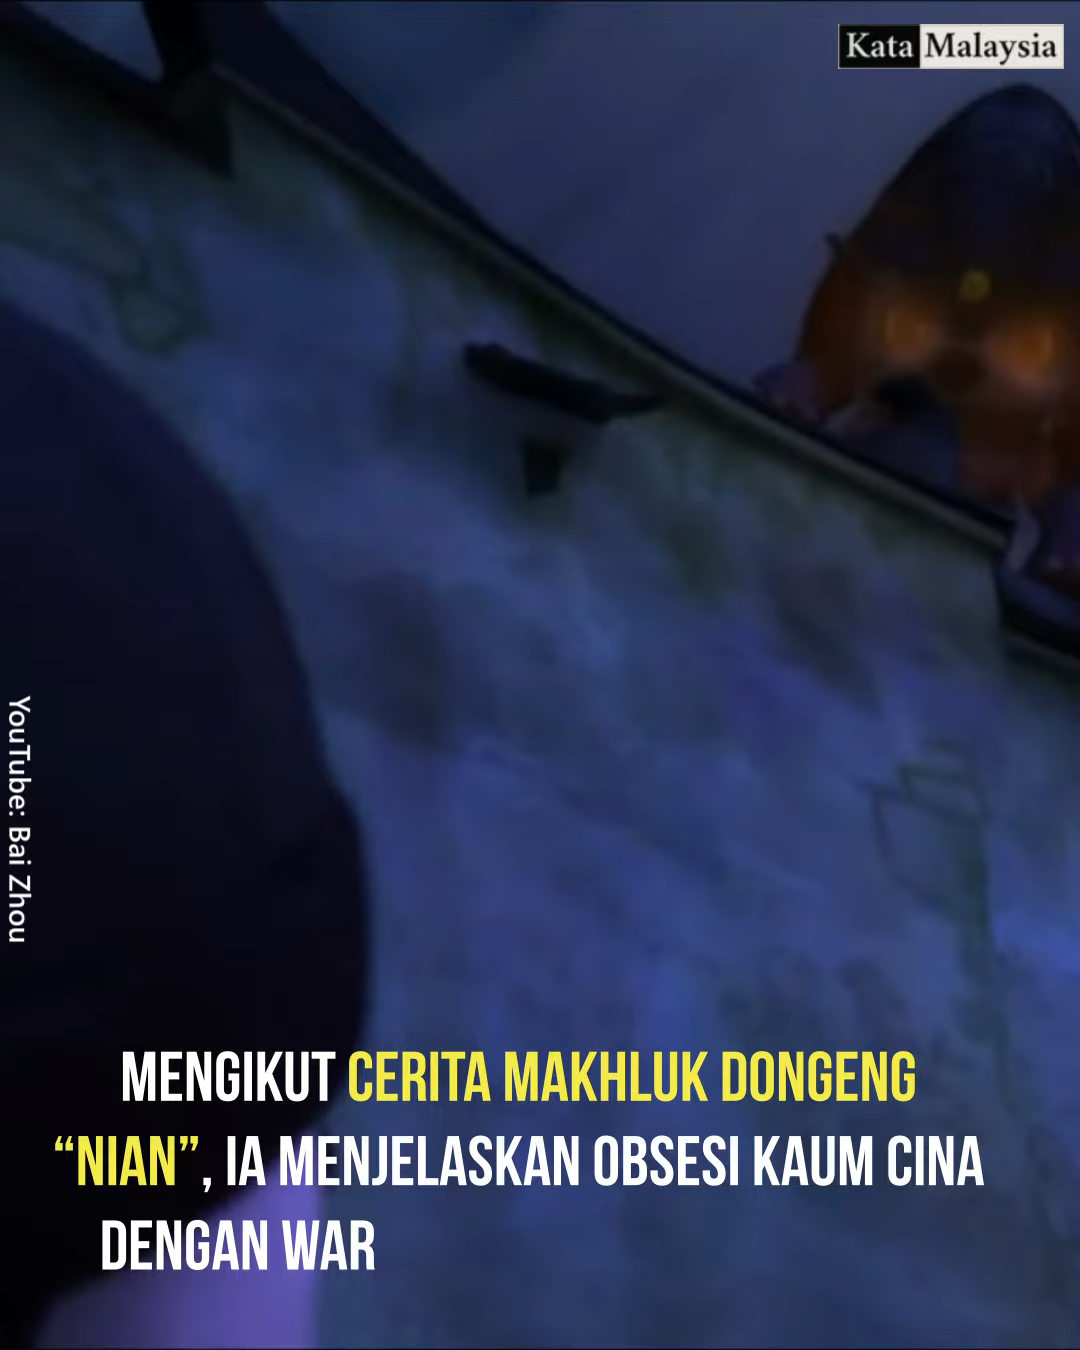 Kata Malaysia
YouTube: Bai Zhou
MENGIKUT CERITA MAKHLUK DONGENG
“NIAN”, IA MENJELASKAN OBSESI KAUM CINA
DENGAN WAR